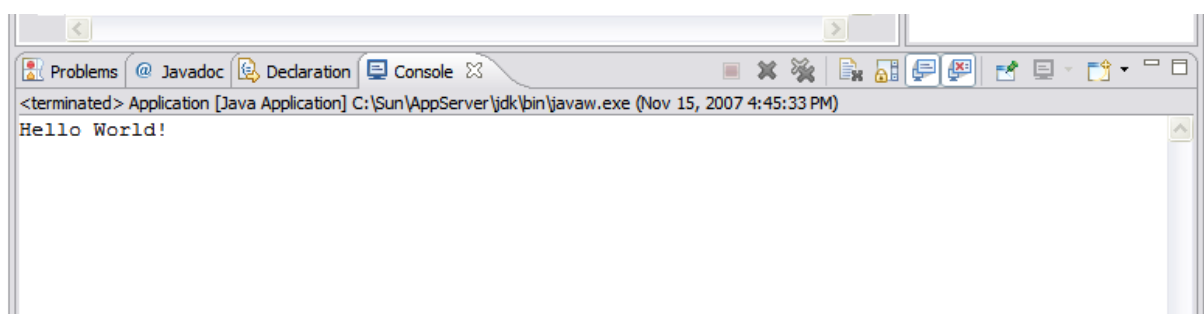 Problems @ Javadoc Declaration Console
<terminated> Application [Java Application] C:\Sun\AppServer\jdk\bin\javaw.exe (Nov 15, 2007 4:45:33 PM)
Hello World!